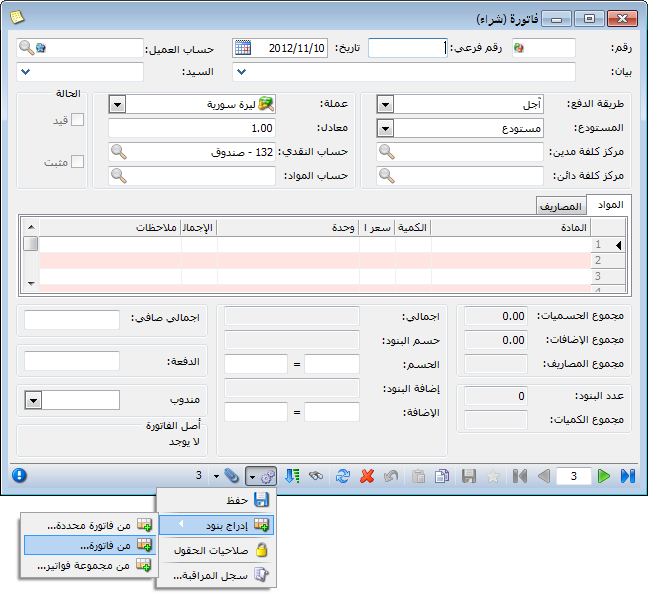 فاتورة (شراء)
رقم: رقم فرعي: 1 تاريخ: 2012/11/10 حساب العميل:
بيان: السيد:
طريقة الدفع: آجل عملة: ليرة سورية الحالة
المستودع: مستودع معادل: 1.00 قيد
مركز كلفة مدين: حساب النقدي: 132 - صندوق مثبت
مركز كلفة دائن: حساب المواد:
المواد المصاريف
المادة الكمية سعر ا وحدة الإجمال ملاحظات
1
2
3
4
مجموع الحسميات: 0.00 اجمالي: اجمالي صافي:
مجموع الإضافات: 0.00 حسم البنود:
مجموع المصاريف: الحسم: = الدفعة:
عدد البنود: 0 إضافة البنود: مندوب
مجموع الكميات: الإضافة: = أصل الفاتورة
لا يوجد
3 3
حفظ
إدراج بنود
صلاحيات الحقول
سجل المراقبة...
من فاتورة محددة...
من فاتورة...
من مجموعة فواتير...